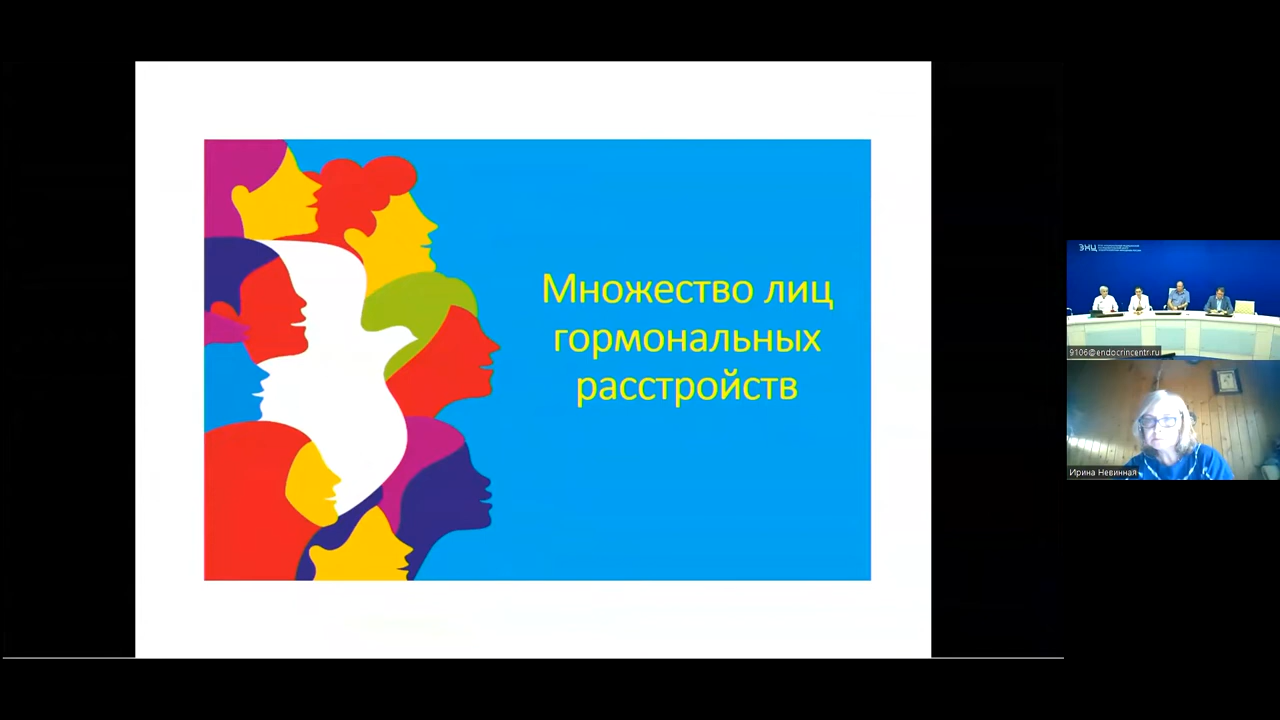 Множество лиц
гормональных
расстройств
ЭНЦ
9106@endocrincentr.ru
Ирина Невинная